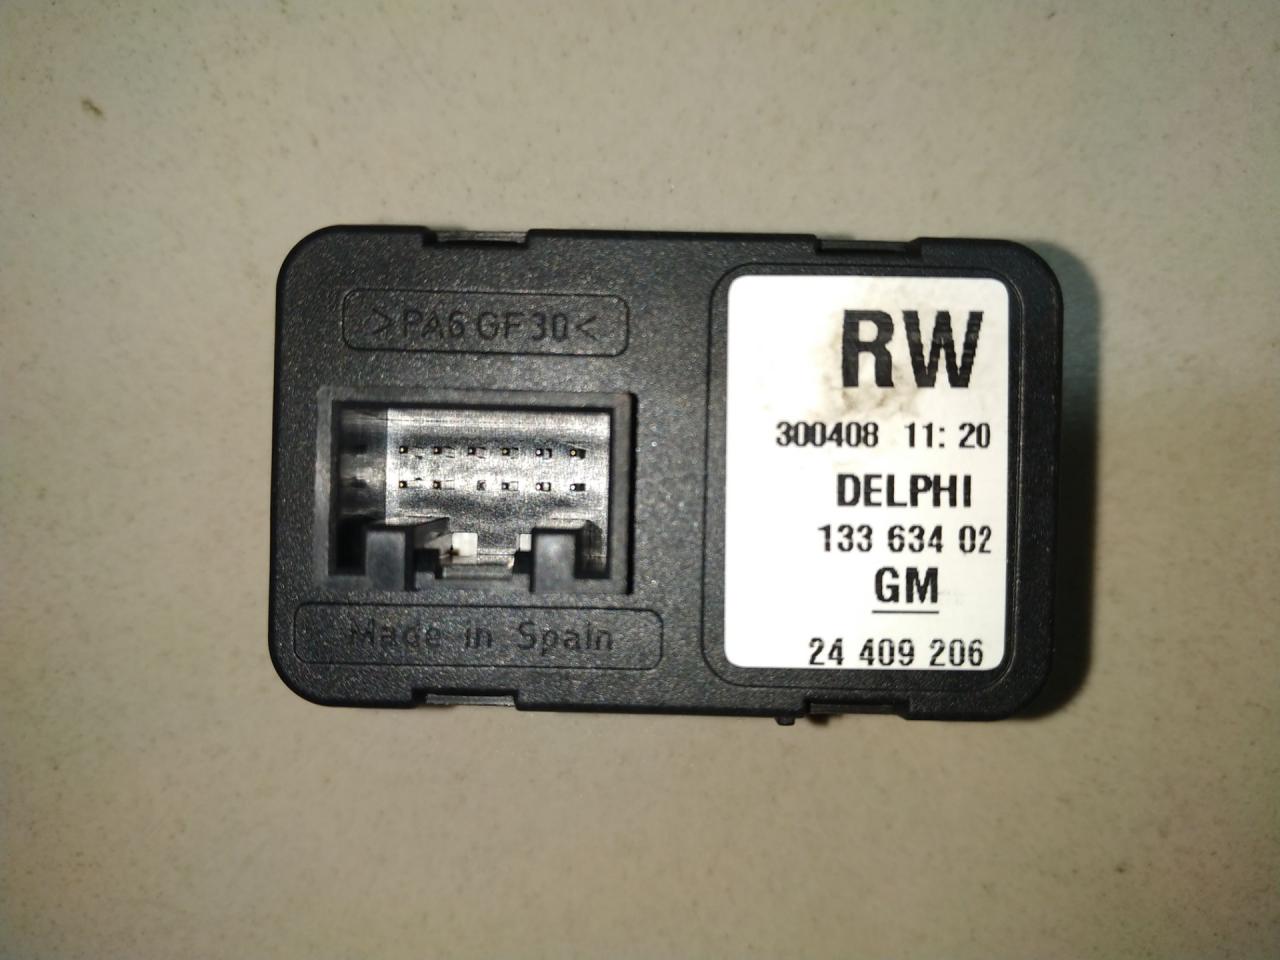 >PA6 GF30<
Made in Spain
RW
300408 11:20
DELPHI
133 634 02
GM
24 409 206